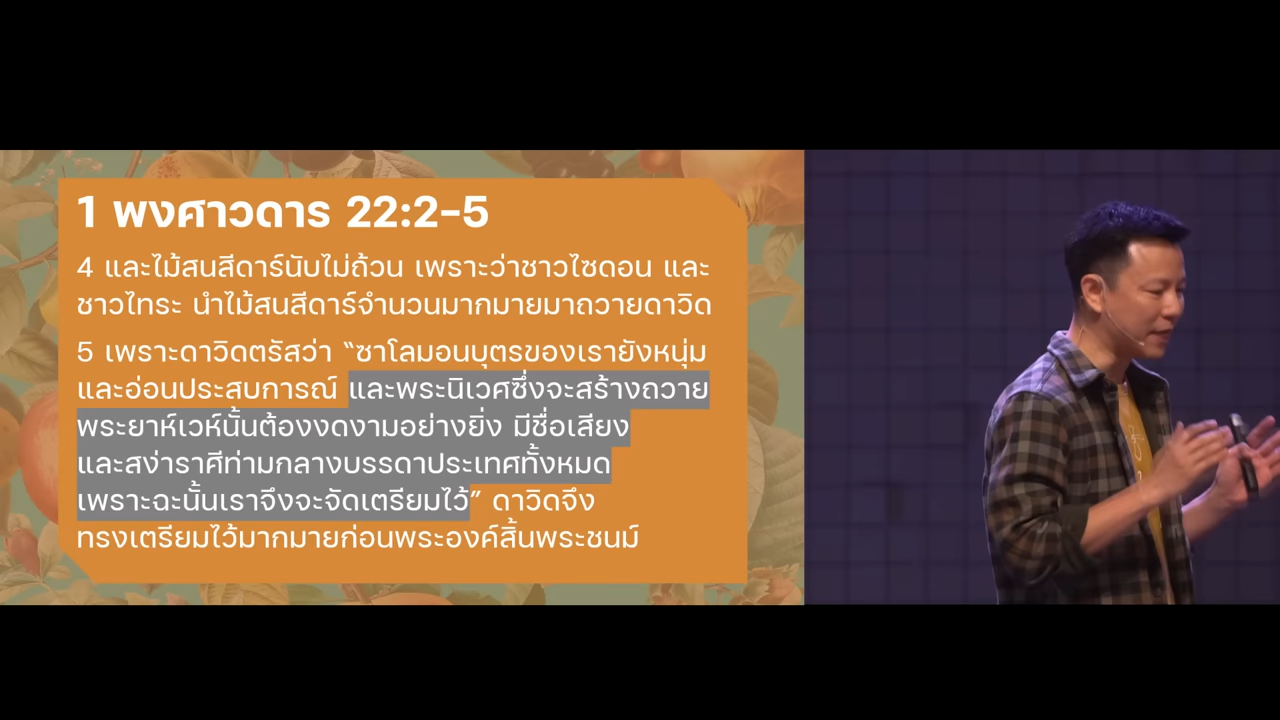 1 พงศาวดาร 22:2-5
4 และไม้สนสีดาร์นับไม่ถ้วน เพราะว่าชาวไซดอน และ
ชาวไทระ นำไม้สนสีดาร์จำนวนมากมายมาถวายดาวิด
5 เพราะดาวิดตรัสว่า “ซาโลมอนบุตรของเรายังหนุ่ม
และอ่อนประสบการณ์ และพระนิเวศซึ่งจะสร้างถวาย
พระยาห์เวห์นั้นต้องงดงามอย่างยิ่ง มีชื่อเสียง
และสง่าราศีท่ามกลางบรรดาประเทศทั้งหมด
เพราะฉะนั้นเราจึงจะจัดเตรียมไว้” ดาวิดจึง
ทรงเตรียมไว้มากมายก่อนพระองค์สิ้นพระชนม์